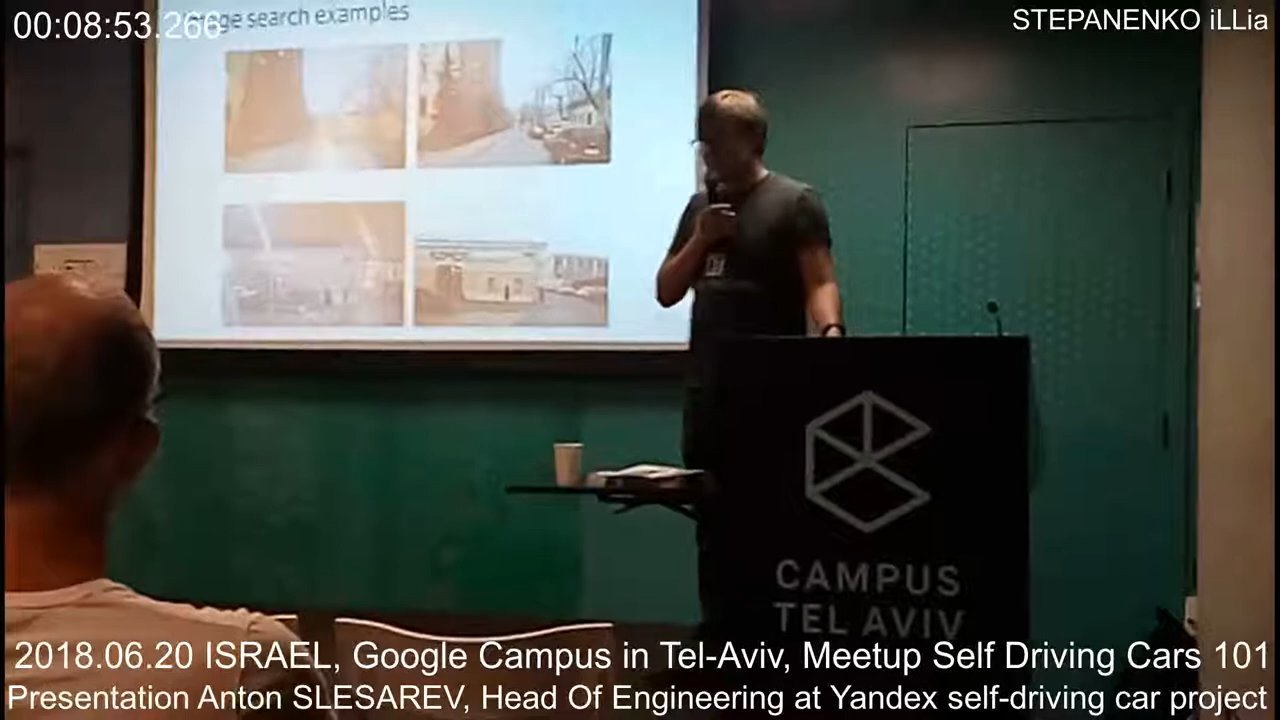 00:08:53.266
STEPANENKO iLLia
search examples
CAMPUS
TEL AVIV
2018.06.20 ISRAEL, Google Campus in Tel-Aviv, Meetup Self Driving Cars 101
Presentation Anton SLESAREV, Head Of Engineering at Yandex self-driving car project